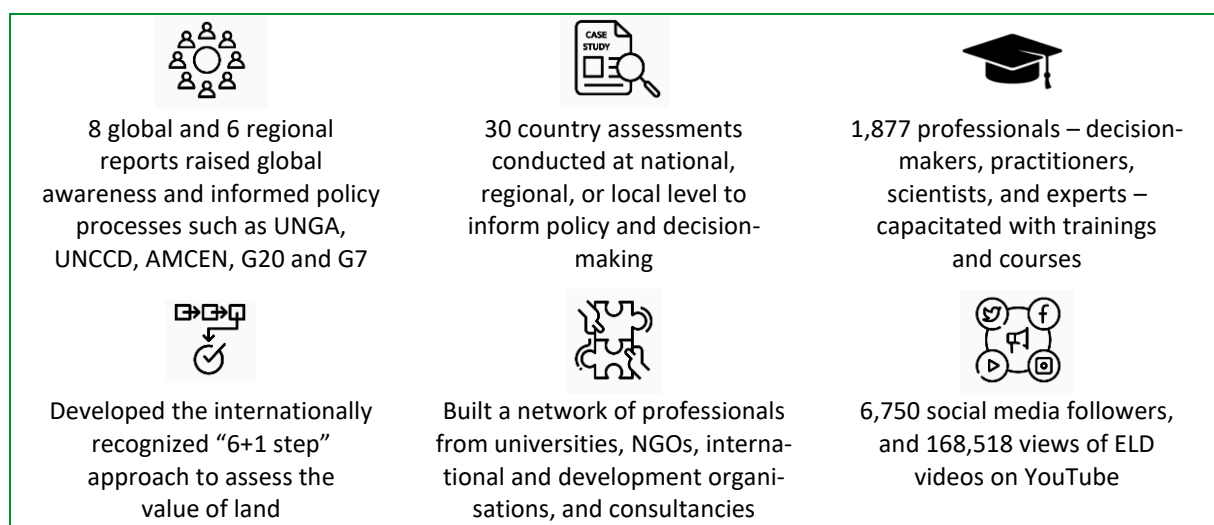 8 global and 6 regional
reports raised global
awareness and informed policy
processes such as UNGA,
UNCCD, AMCEN, G20 and G7
CASE
STUDY
30 country assessments
conducted at national,
regional, or local level to
inform policy and decision-
making
1,877 professionals – decision-
makers, practitioners,
scientists, and experts –
capacitated with trainings
and courses
Developed the internationally
recognized “6+1 step”
approach to assess the
value of land
Built a network of professionals
from universities, NGOs, interna-
tional and development organi-
sations, and consultancies
f
6,750 social media followers,
and 168,518 views of ELD
videos on YouTube